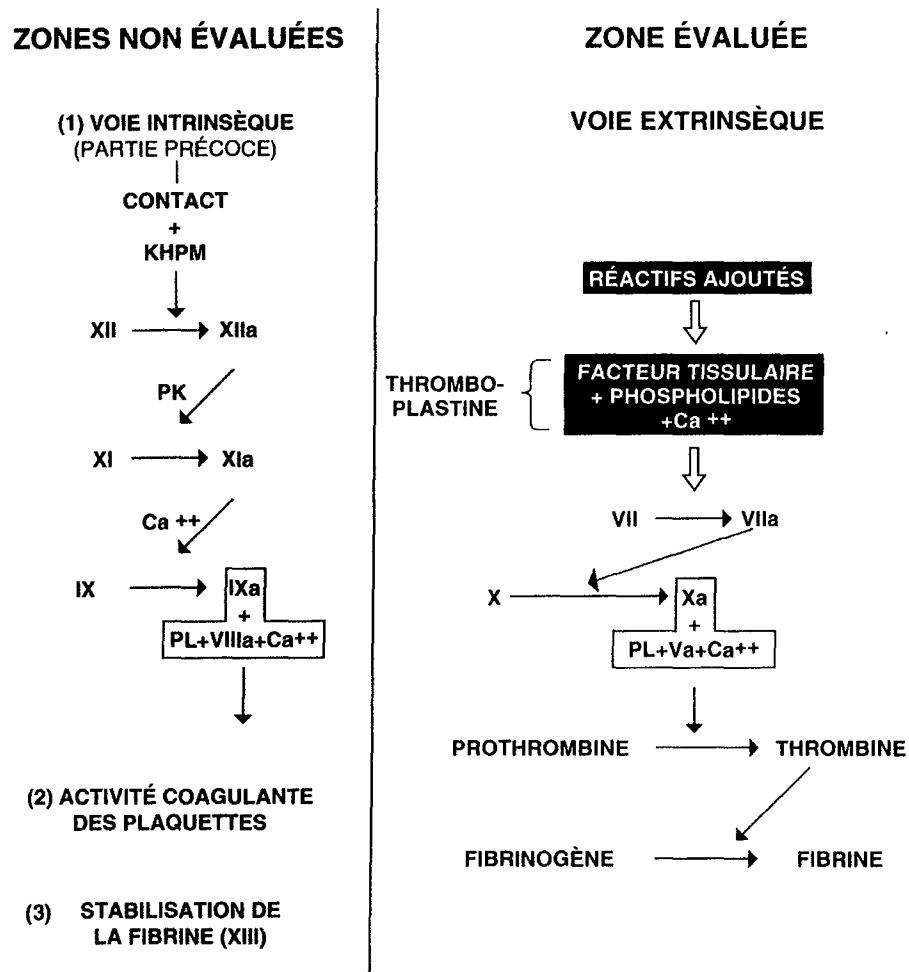 ZONES NON ÉVALUÉES
(1) VOIE INTRINSÈQUE
(PARTIE PRÉCOCE)
CONTACT
+
KHPM
XII XIIa
PK
XI XIa
Ca ++
IX IXa
+
PL+VIIIa+Ca++
(2) ACTIVITÉ COAGULANTE
DES PLAQUETTES
(3) STABILISATION DE
LA FIBRINE (XIII)
ZONE ÉVALUÉE
VOIE EXTRINSÈQUE
RÉACTIFS AJOUTÉS
THROMBO-
PLASTINE
FACTEUR TISSULAIRE
+ PHOSPHOLIPIDES
+Ca ++
VII VIIa
X Xa
+
PL+Va+Ca++
PROTHROMBINE THROMBINE
FIBRINOGÈNE FIBRINE